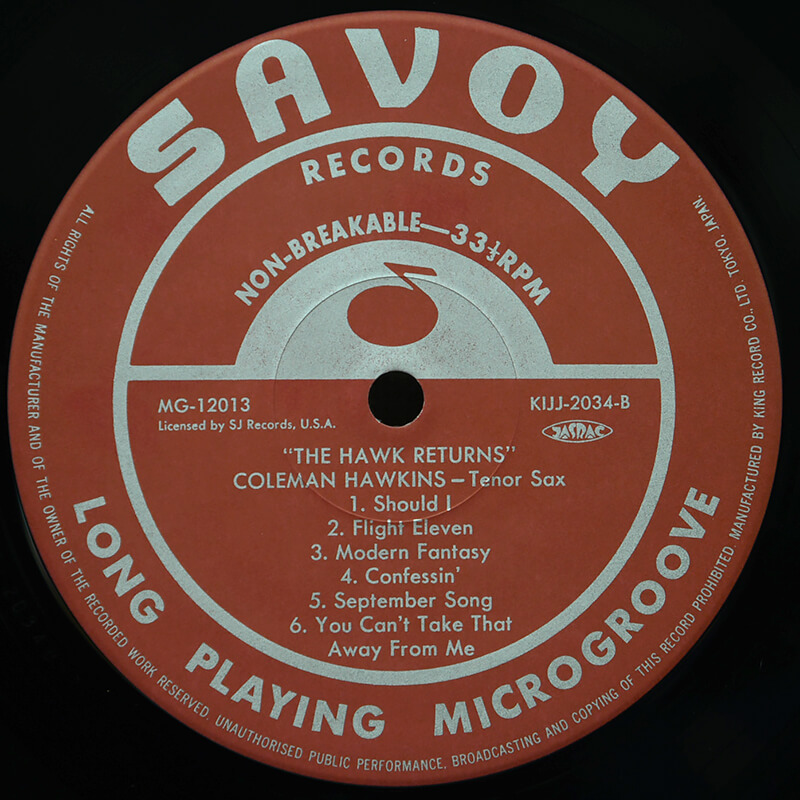 SAVOY
RECORDS
NON-BREAKABLE—33⅓RPM
MG-12013
Licensed by SJ Records, U.S.A.
KIJJ-2034-B
JASRAC
"THE HAWK RETURNS"
COLEMAN HAWKINS—Tenor Sax
1. Should I
2. Flight Eleven
3. Modern Fantasy
4. Confessin'
5. September Song
6. You Can't Take That
Away From Me
LONG PLAYING MICROGROOVE
ALL RIGHTS OF THE MANUFACTURER AND OF THE OWNER OF THE RECORDED WORK RESERVED. UNAUTHORISED PUBLIC PERFORMANCE, BROADCASTING AND COPYING OF THIS RECORD PROHIBITED. MANUFACTURED BY KING RECORD CO., LTD. TOKYO, JAPAN.